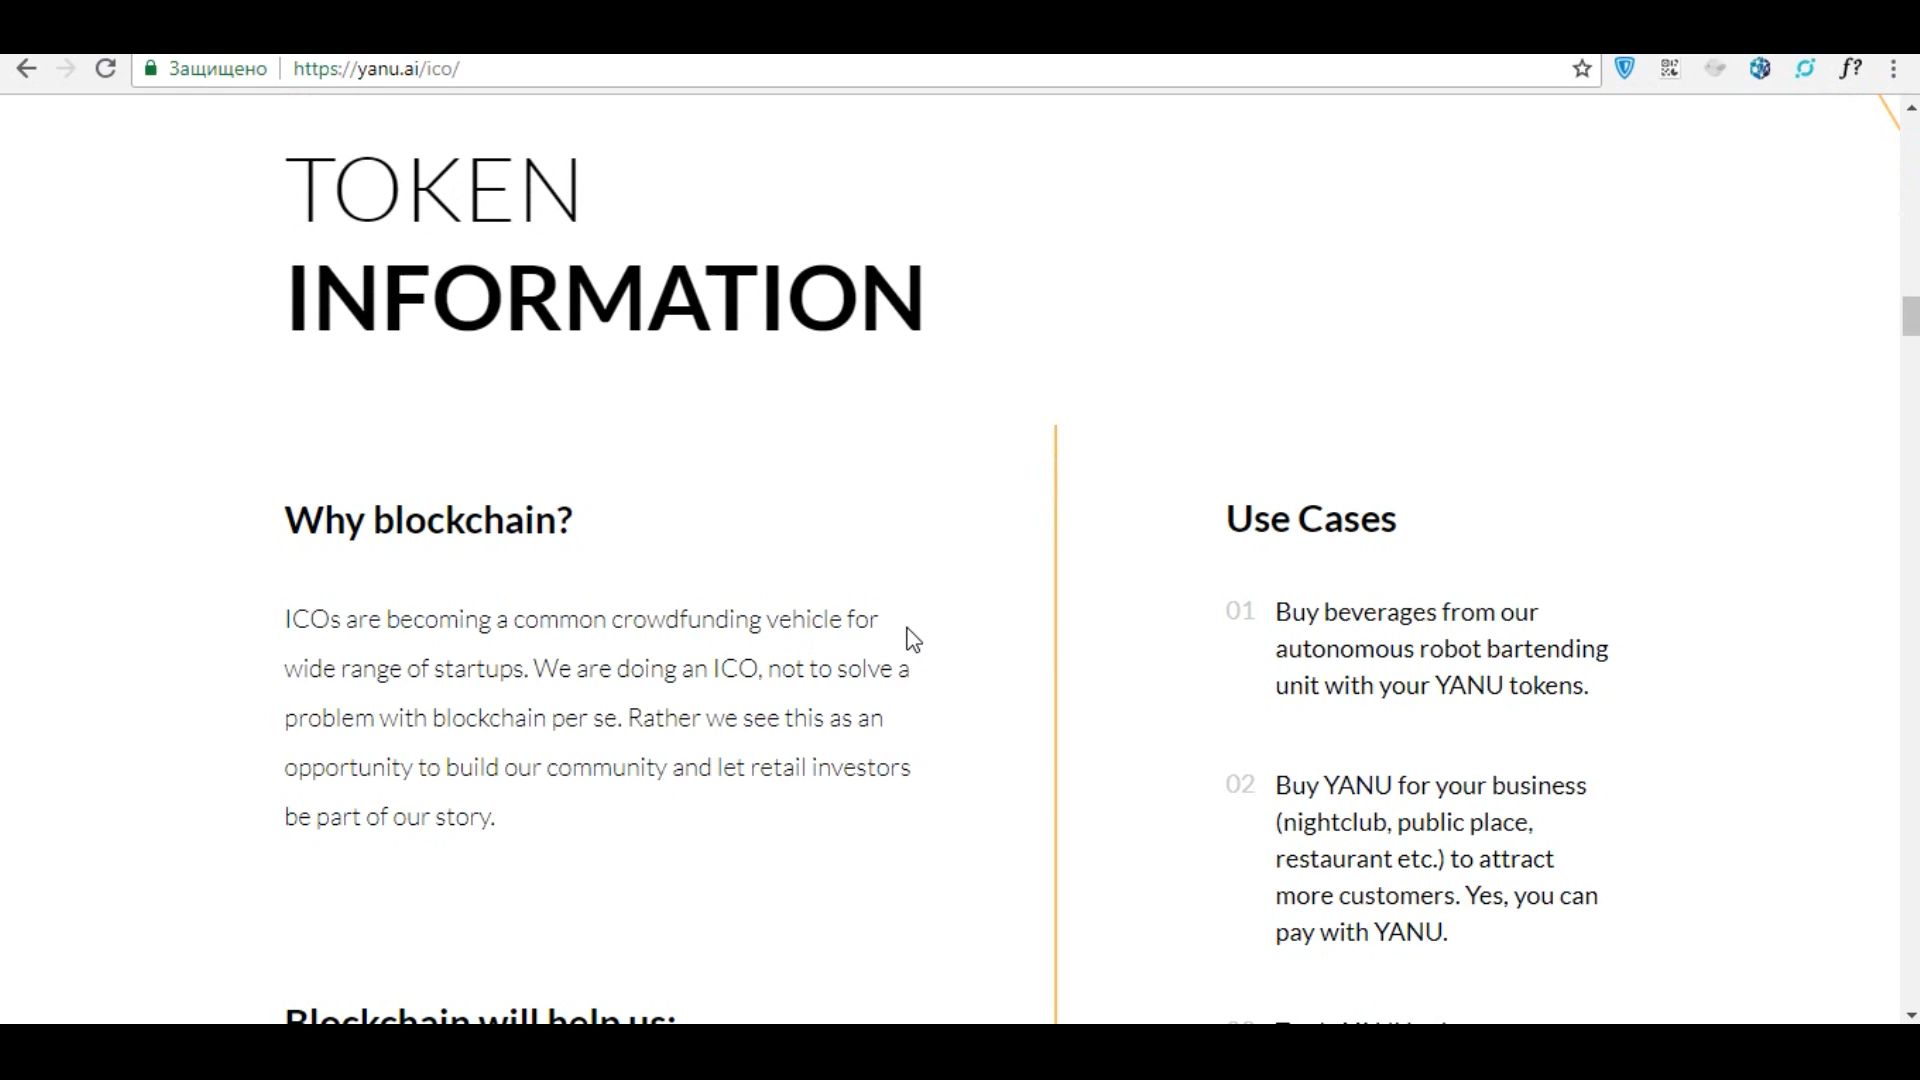 Защищено
https://yanu.ai/ico/
f?
TOKEN
INFORMATION
Why blockchain?
ICOs are becoming a common crowdfunding vehicle for
wide range of startups. We are doing an ICO, not to solve a
problem with blockchain per se. Rather we see this as an
opportunity to build our community and let retail investors
be part of our story.
Blockchain will help us:
Use Cases
01 Buy beverages from our
autonomous robot bartending
unit with your YANU tokens.
02 Buy YANU for your business
(nightclub, public place,
restaurant etc.) to attract
more customers. Yes, you can
pay with YANU.